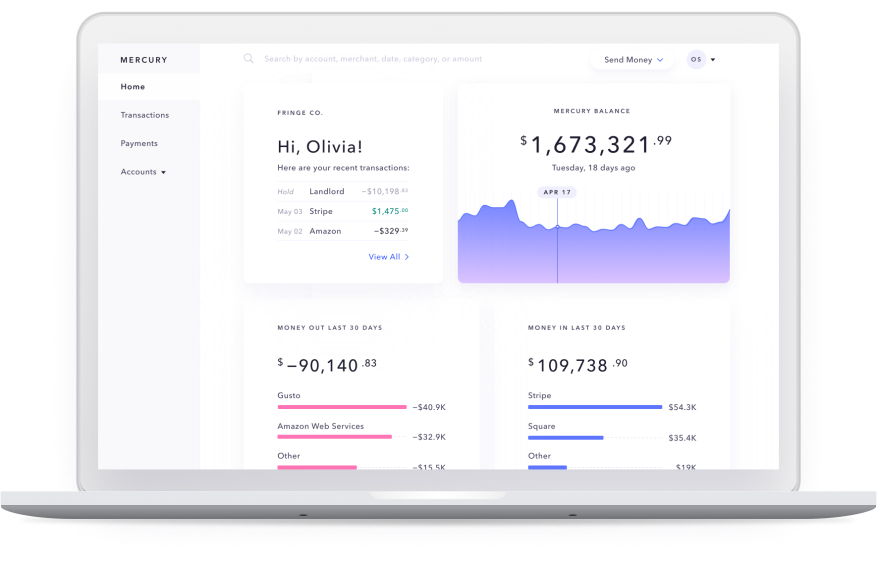 MERCURY
Search by account, merchant, date, category, or amount
Send Money
OS
Home
Transactions
Payments
Accounts
FRINGE CO.
Hi, Olivia!
Here are your recent transactions:
Hold Landlord −$10,198.83
May 03 Stripe $1,475.00
May 02 Amazon −$329.39
View All
MERCURY BALANCE
$1,673,321.99
Tuesday, 18 days ago
APR 17
MONEY OUT LAST 30 DAYS
$−90,140.83
Gusto
−$40.9K
Amazon Web Services
−$32.9K
Other
−$15.5K
MONEY IN LAST 30 DAYS
$109,738.90
Stripe
$54.3K
Square
$35.4K
Other
$19K